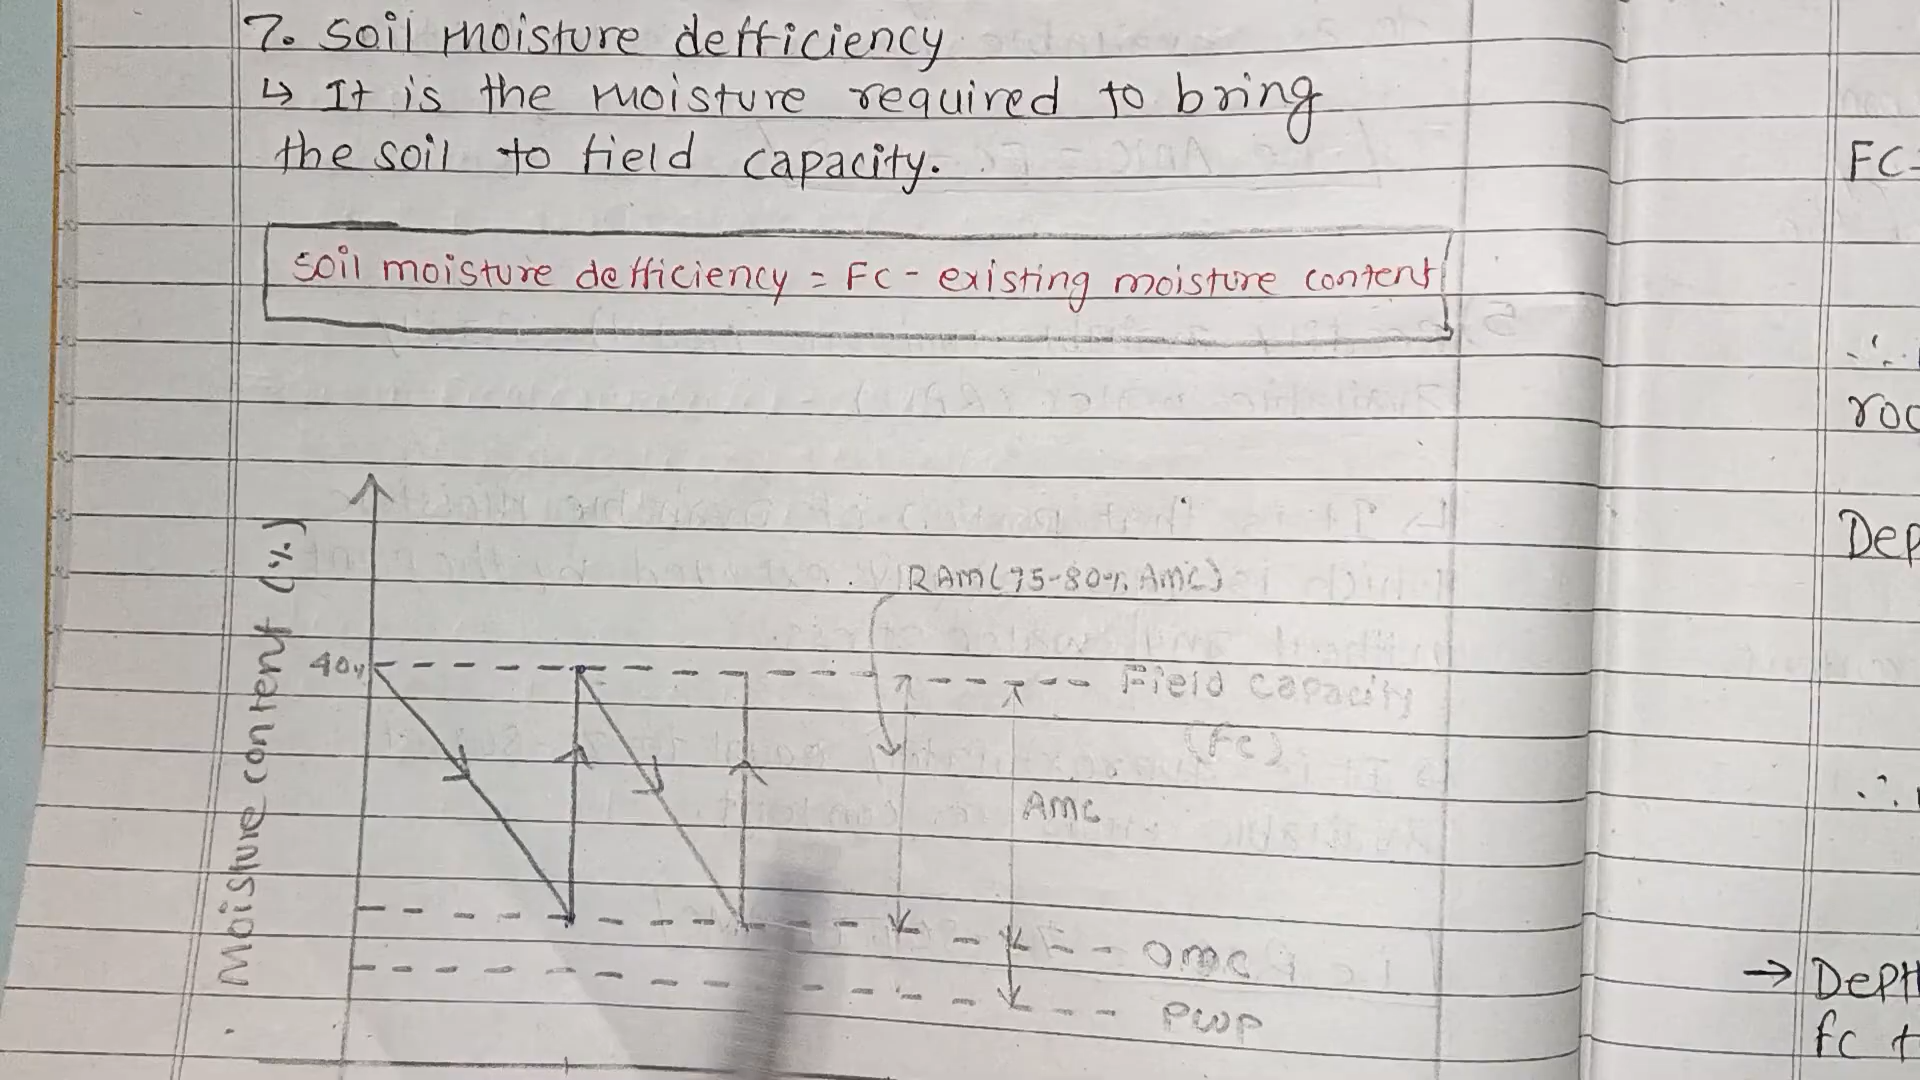 7. Soil moisture defficiency
↳ It is the moisture required to bring
the soil to field capacity.
Soil moisture defficiency = FC - existing moisture content
Moisture content (%)
RAM (75-80% AMC)
40%
Field capacity
(FC)
AMC
OMC
PWP
FC
∴
roo
Dep
∴
→ Depth
fc t